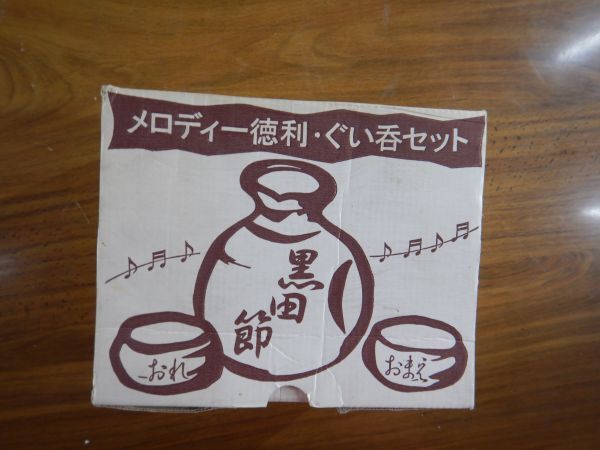 メロディー徳利・ぐい呑セット
黒田節
おれ
おまえ